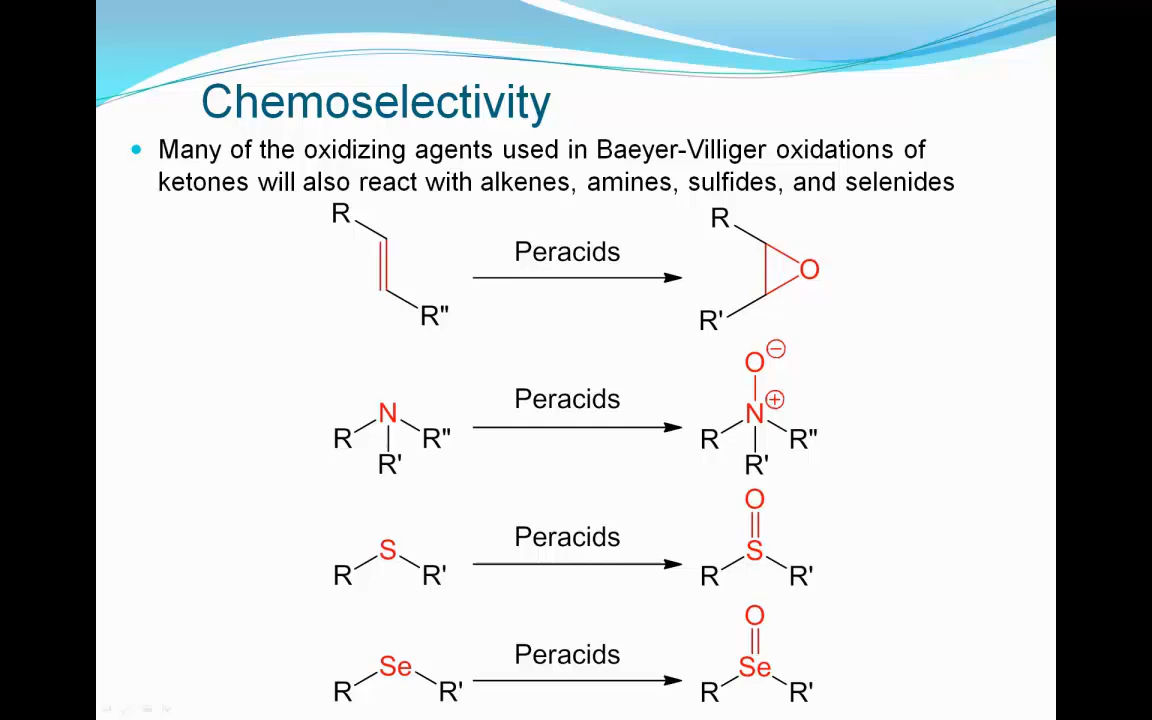 Chemoselectivity
• Many of the oxidizing agents used in Baeyer-Villiger oxidations of
ketones will also react with alkenes, amines, sulfides, and selenides
R
R"
Peracids
R
O
R'
N
R
R"
R'
Peracids
O ⊖
N ⊕
R
R"
R'
S
R
R'
Peracids
O
S
R
R'
Se
R
R'
Peracids
O
Se
R
R'